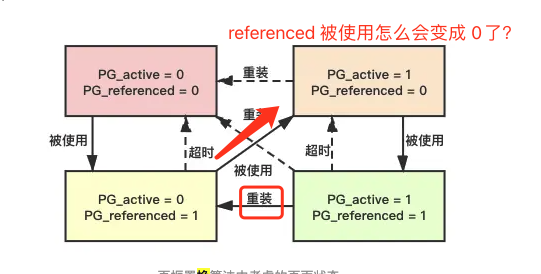 referenced 被使用怎么会变成 0了?
PG_active = 0
PG_referenced = 0
重装
PG_active = 1
PG_referenced = 0
重装
被使用
超时
被使用
超时
被使用
PG_active = 0
PG_referenced = 1
重装
PG_active = 1
PG_referenced = 1